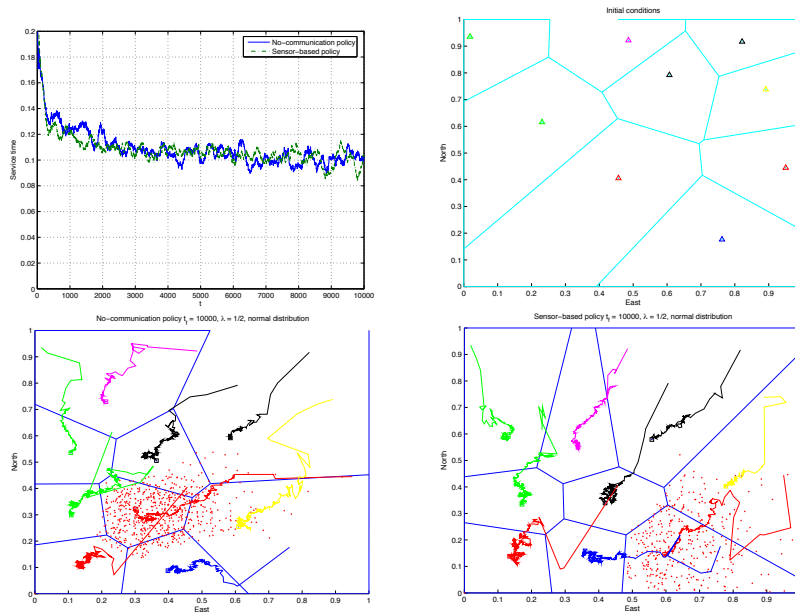 No-communication policy
Sensor-based policy
0.2
0.18
0.16
0.14
0.12
0.1
0.08
0.06
0.04
0.02
0
Service time
0 1000 2000 3000 4000 5000 6000 7000 8000 9000 10000
t
Initial conditions
1
0.9
0.8
0.7
0.6
0.5
0.4
0.3
0.2
0.1
0
North
0 0.1 0.2 0.3 0.4 0.5 0.6 0.7 0.8 0.9
East
No-communication policy t_f = 10000, λ = 1/2, normal distribution
1
0.9
0.8
0.7
0.6
0.5
0.4
0.3
0.2
0.1
0
North
0 0.1 0.2 0.3 0.4 0.5 0.6 0.7 0.8 0.9 1
East
Sensor-based policy t_f = 10000, λ = 1/2, normal distribution
1
0.9
0.8
0.7
0.6
0.5
0.4
0.3
0.2
0.1
0
North
0 0.1 0.2 0.3 0.4 0.5 0.6 0.7 0.8 0.9
East